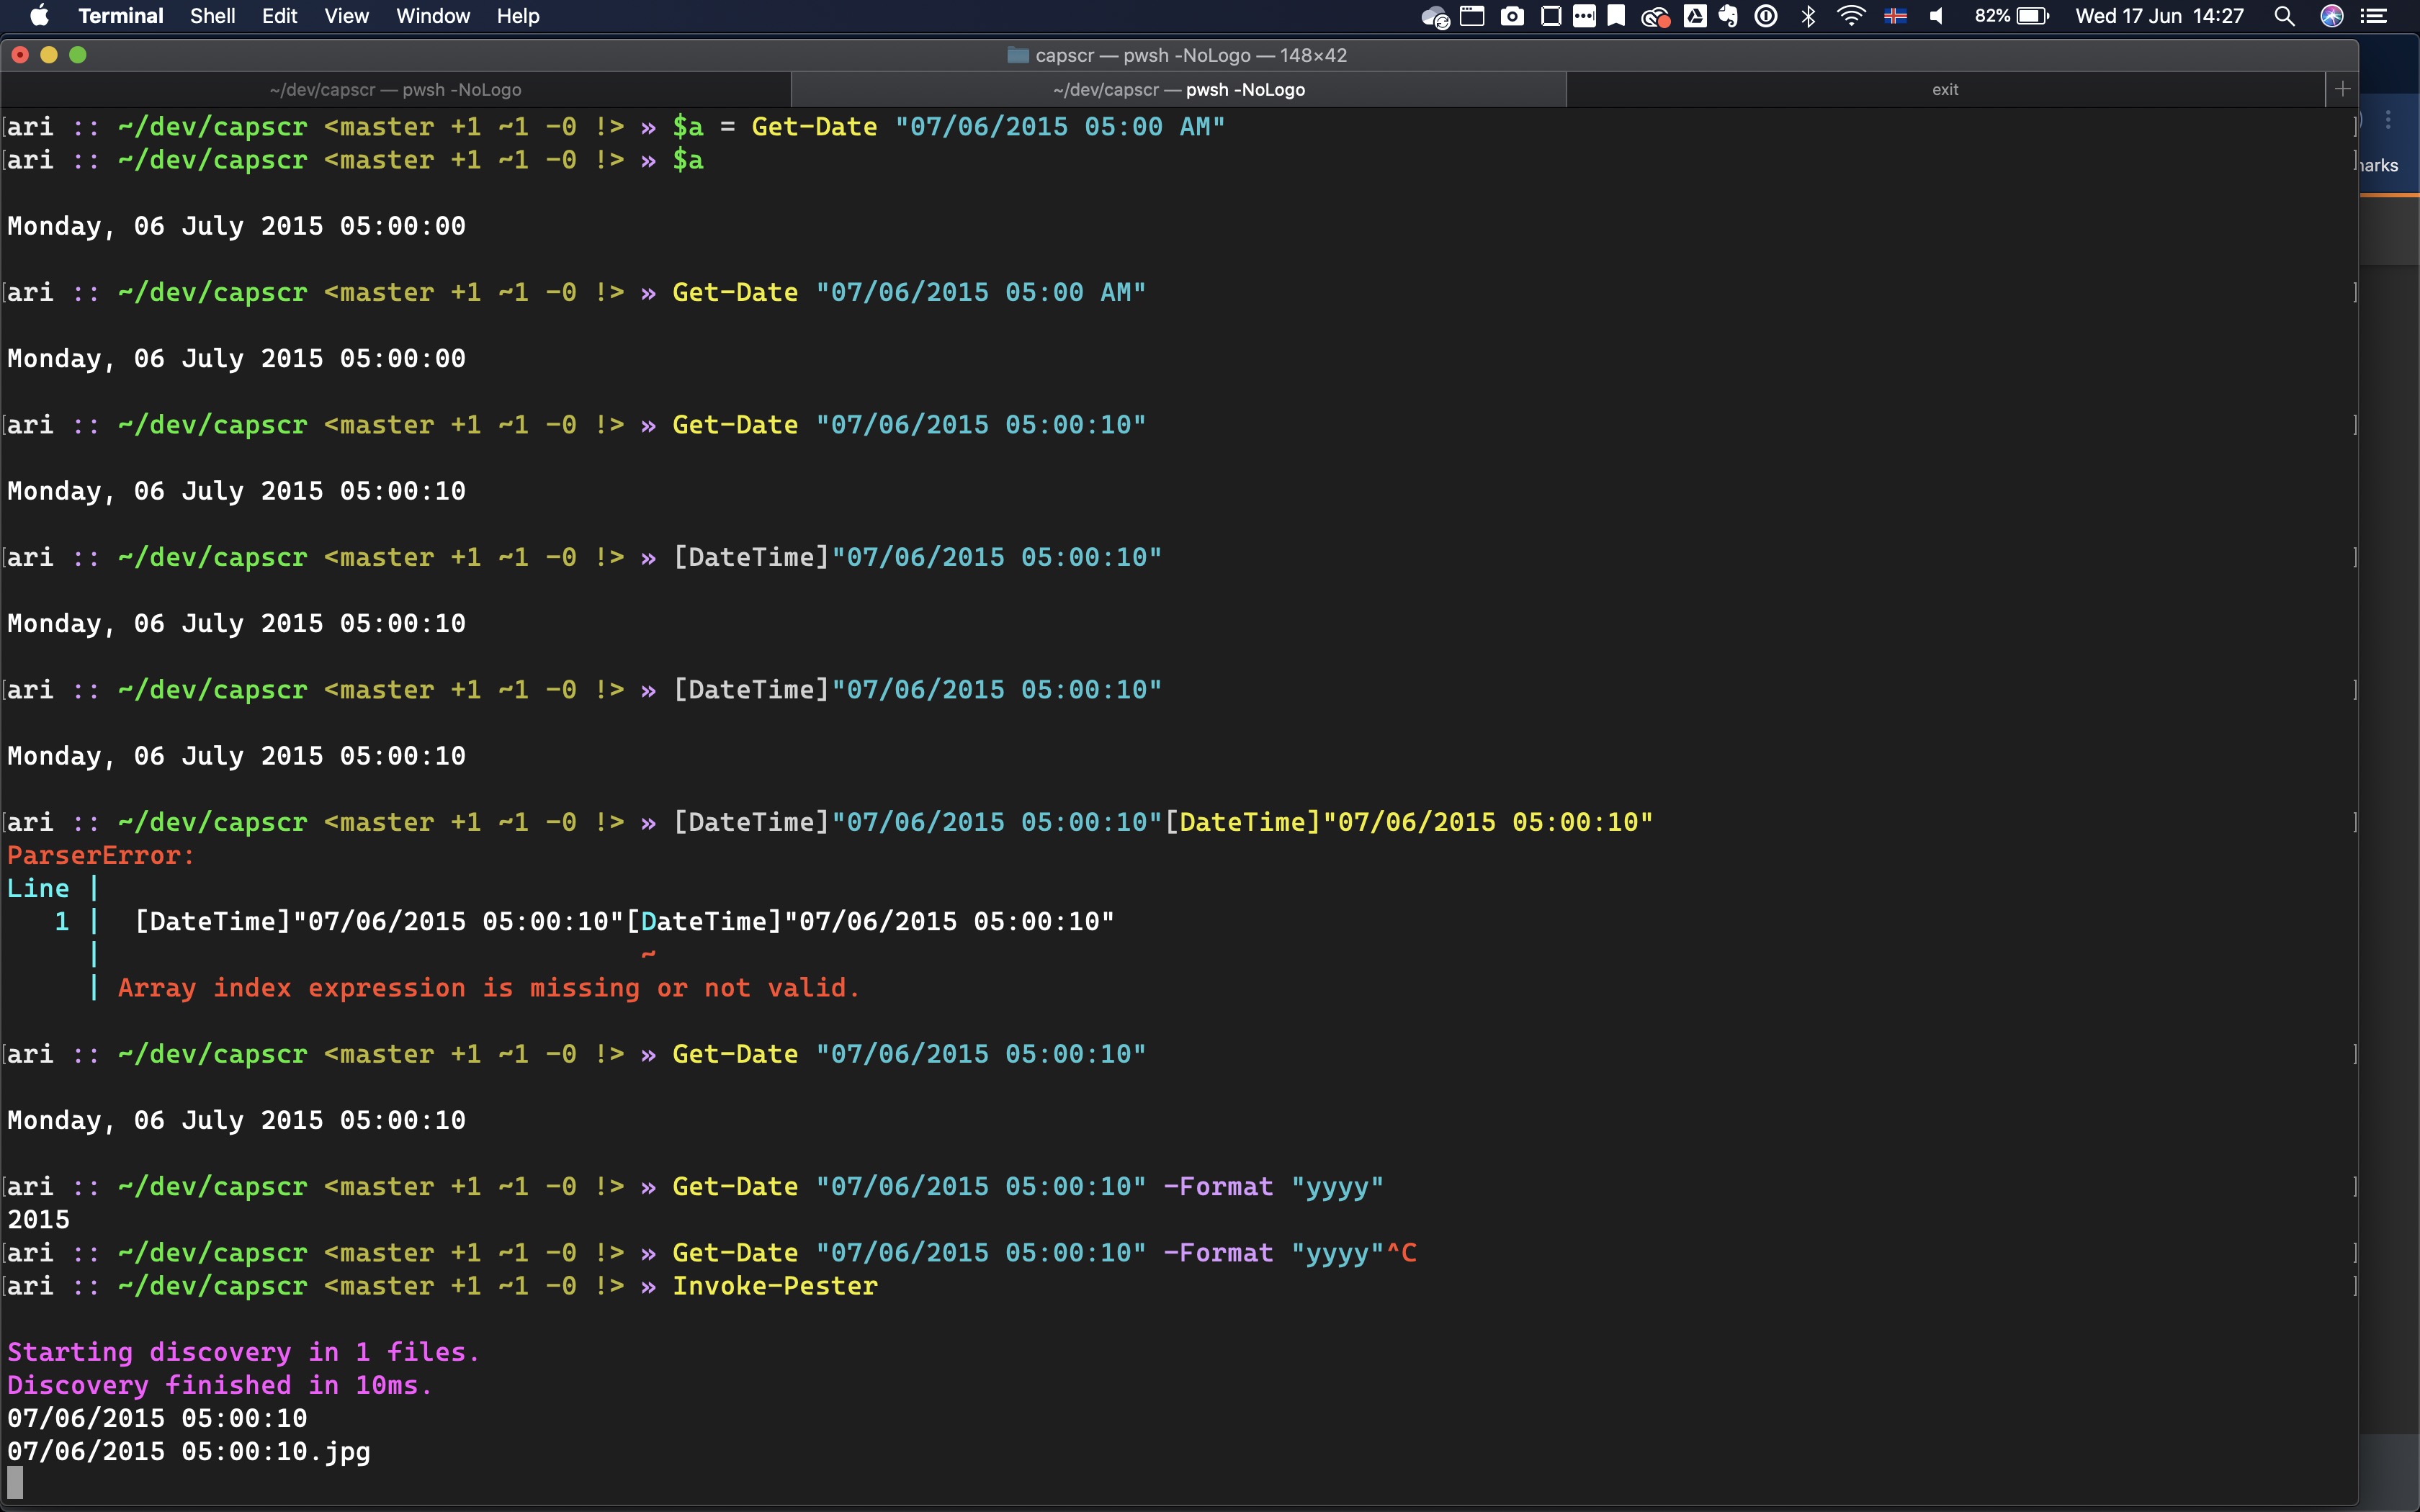 Terminal Shell Edit View Window Help 82% Wed 17 Jun 14:27
capscr — pwsh -NoLogo — 148×42
~/dev/capscr — pwsh -NoLogo ~/dev/capscr — pwsh -NoLogo exit +
[ari :: ~/dev/capscr <master +1 ~1 -0 !> » $a = Get-Date "07/06/2015 05:00 AM" ]
[ari :: ~/dev/capscr <master +1 ~1 -0 !> » $a ]
arks
Monday, 06 July 2015 05:00:00
[ari :: ~/dev/capscr <master +1 ~1 -0 !> » Get-Date "07/06/2015 05:00 AM" ]
Monday, 06 July 2015 05:00:00
[ari :: ~/dev/capscr <master +1 ~1 -0 !> » Get-Date "07/06/2015 05:00:10" ]
Monday, 06 July 2015 05:00:10
[ari :: ~/dev/capscr <master +1 ~1 -0 !> » [DateTime]"07/06/2015 05:00:10" ]
Monday, 06 July 2015 05:00:10
[ari :: ~/dev/capscr <master +1 ~1 -0 !> » [DateTime]"07/06/2015 05:00:10" ]
Monday, 06 July 2015 05:00:10
[ari :: ~/dev/capscr <master +1 ~1 -0 !> » [DateTime]"07/06/2015 05:00:10"[DateTime]"07/06/2015 05:00:10" ]
ParserError:
Line |
1 | [DateTime]"07/06/2015 05:00:10"[DateTime]"07/06/2015 05:00:10"
| ~
| Array index expression is missing or not valid.
[ari :: ~/dev/capscr <master +1 ~1 -0 !> » Get-Date "07/06/2015 05:00:10" ]
Monday, 06 July 2015 05:00:10
[ari :: ~/dev/capscr <master +1 ~1 -0 !> » Get-Date "07/06/2015 05:00:10" -Format "yyyy" ]
2015
[ari :: ~/dev/capscr <master +1 ~1 -0 !> » Get-Date "07/06/2015 05:00:10" -Format "yyyy"^C ]
[ari :: ~/dev/capscr <master +1 ~1 -0 !> » Invoke-Pester ]
Starting discovery in 1 files.
Discovery finished in 10ms.
07/06/2015 05:00:10
07/06/2015 05:00:10.jpg